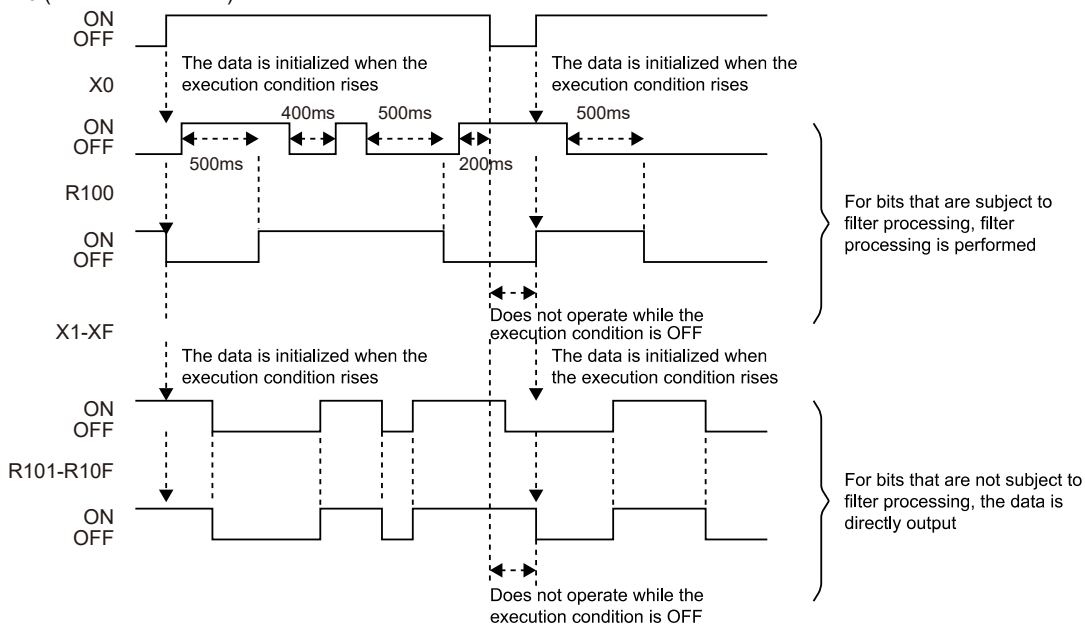 ON
OFF
The data is initialized when the
execution condition rises
The data is initialized when the
execution condition rises
X0
400ms
500ms
500ms
ON
OFF
500ms
200ms
R100
For bits that are subject to
filter processing, filter
processing is performed
ON
OFF
Does not operate while the
execution condition is OFF
X1-XF
The data is initialized when the
execution condition rises
The data is initialized when
the execution condition rises
ON
OFF
R101-R10F
For bits that are not subject to
filter processing, the data is
directly output
ON
OFF
Does not operate while the
execution condition is OFF